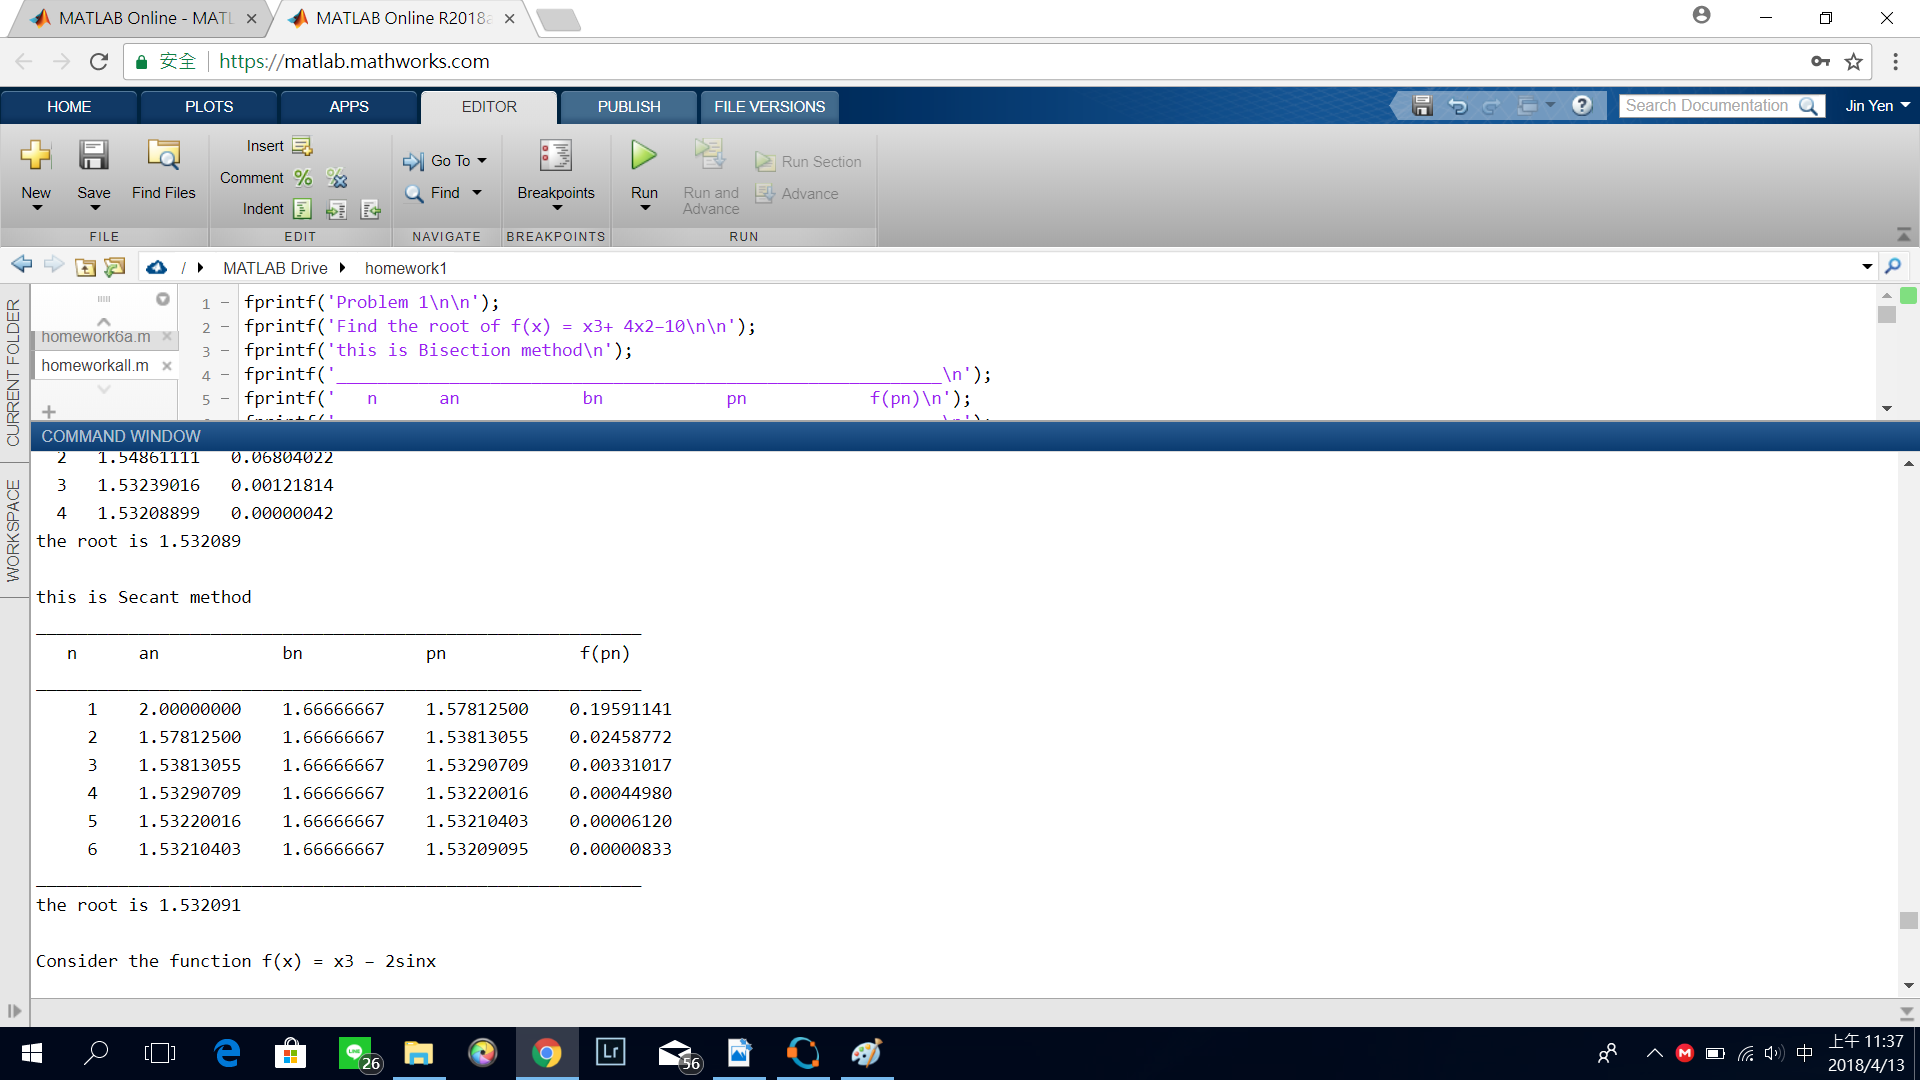 MATLAB Online - MATL
MATLAB Online R2018a
安全
https://matlab.mathworks.com
HOME
PLOTS
APPS
EDITOR
PUBLISH
FILE VERSIONS
Search Documentation
Jin Yen
New
Save
Find Files
Insert
Comment
Indent
Go To
Find
Breakpoints
Run
Run and Advance
Run Section
Advance
FILE
EDIT
NAVIGATE
BREAKPOINTS
RUN
/ MATLAB Drive homework1
CURRENT FOLDER
WORKSPACE
homework6a.m
homeworkall.m
1 – fprintf('Problem 1\n\n');
2 – fprintf('Find the root of f(x) = x3+ 4x2−10\n\n');
3 – fprintf('this is Bisection method\n');
4 – fprintf('___________________________________________________________\n');
5 – fprintf('   n      an            bn            pn            f(pn)\n');
COMMAND WINDOW
2 1.54861111 0.06804022
3 1.53239016 0.00121814
4 1.53208899 0.00000042
the root is 1.532089
this is Secant method
___________________________________________________________
n an bn pn f(pn)
___________________________________________________________
1 2.00000000 1.66666667 1.57812500 0.19591141
2 1.57812500 1.66666667 1.53813055 0.02458772
3 1.53813055 1.66666667 1.53290709 0.00331017
4 1.53290709 1.66666667 1.53220016 0.00044980
5 1.53220016 1.66666667 1.53210403 0.00006120
6 1.53210403 1.66666667 1.53209095 0.00000833
___________________________________________________________
the root is 1.532091
Consider the function f(x) = x3 − 2sinx
LINE
26
Lr
56
M
中
上午 11:37
2018/4/13